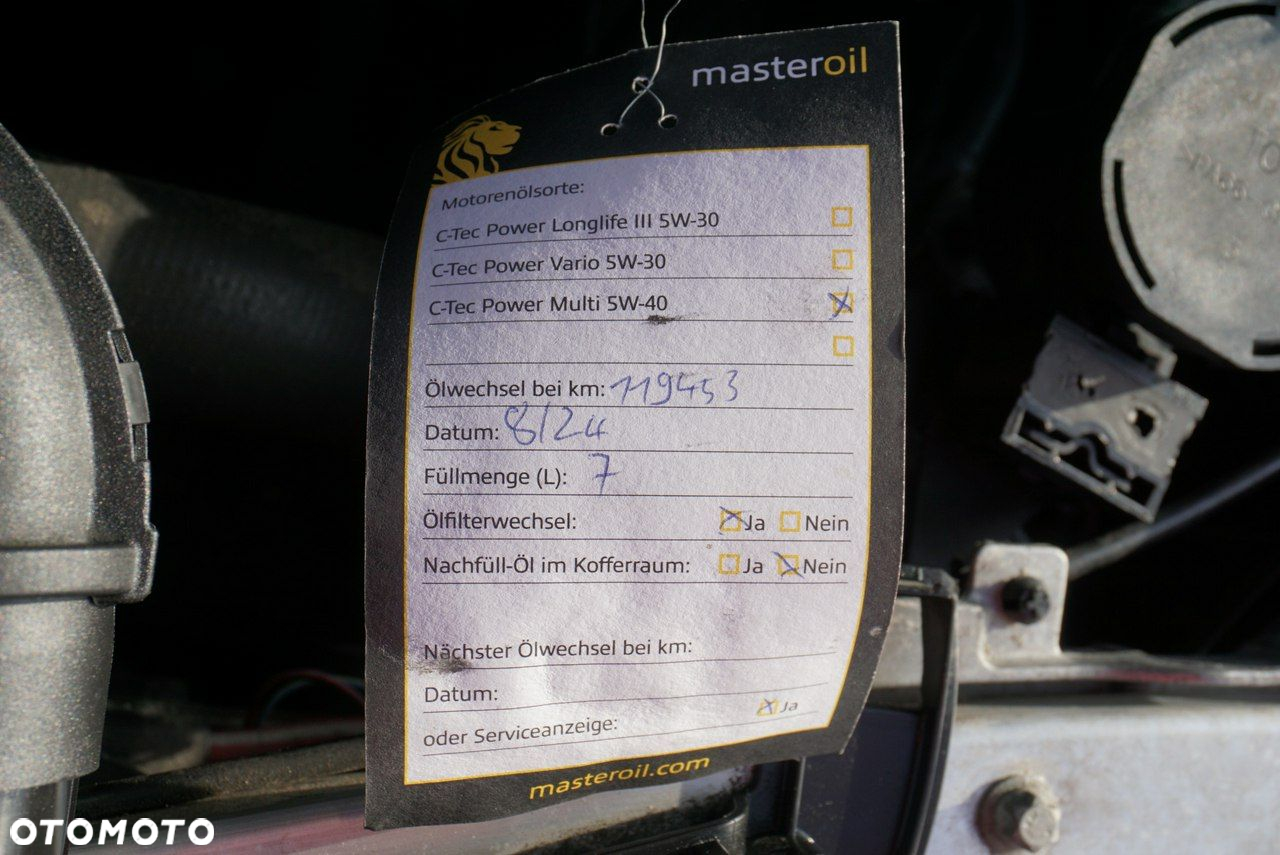 masteroil
Motorenölsorte:
C-Tec Power Longlife III 5W-30
C-Tec Power Vario 5W-30
C-Tec Power Multi 5W-40
Ölwechsel bei km: 119453
Datum: 8/24
Füllmenge (L): 7
Ölfilterwechsel: Ja Nein
Nachfüll-Öl im Kofferraum: Ja Nein
Nächster Ölwechsel bei km:
Datum:
oder Serviceanzeige: Ja
masteroil.com
OTOMOTO